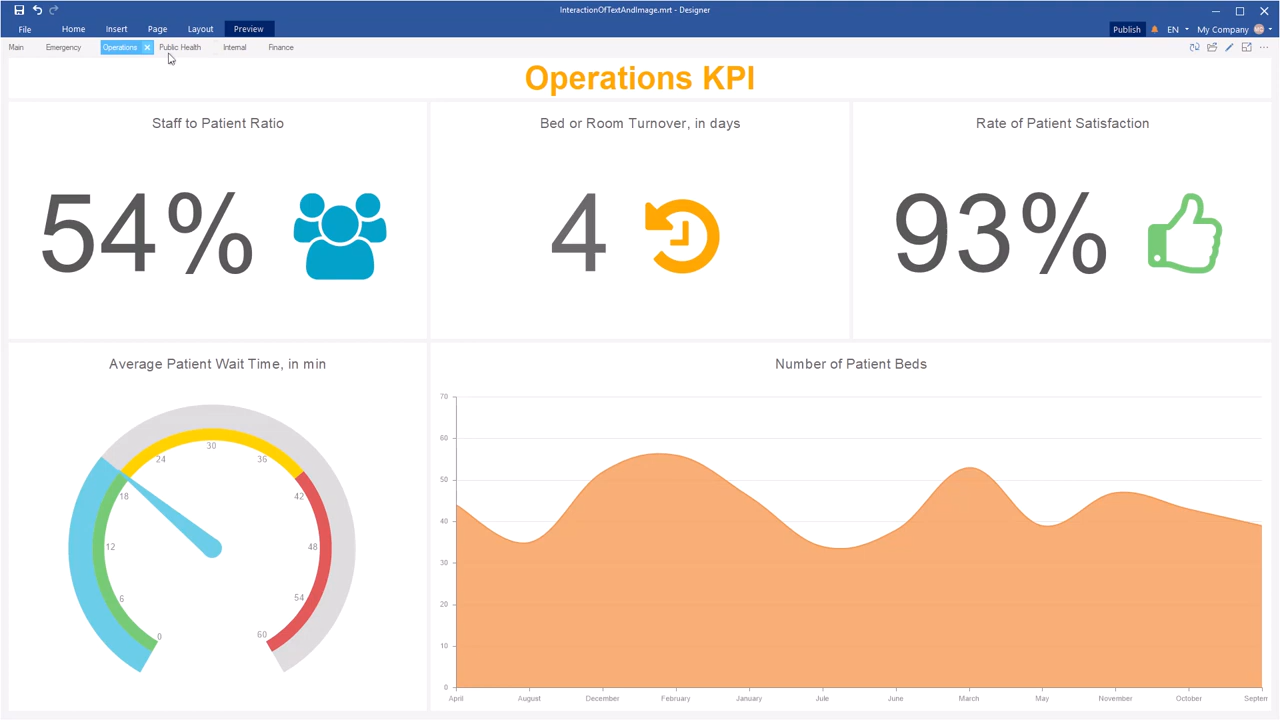 InteractionOfTextAndImage.mrt - Designer
File Home Insert Page Layout Preview Publish EN My Company
Main Emergency Operations Public Health Internal Finance
Operations KPI
Staff to Patient Ratio
54%
Bed or Room Turnover, in days
4
Rate of Patient Satisfaction
93%
Average Patient Wait Time, in min
0
6
12
18
24
30
36
42
48
54
60
Number of Patient Beds
70
60
50
40
30
20
10
0
April August December February January Jule June March May November October Septem